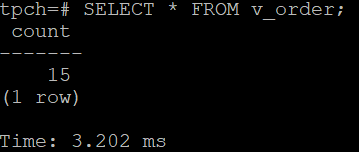 tpch=# SELECT * FROM v_order;
 count
-------
    15
(1 row)

Time: 3.202 ms